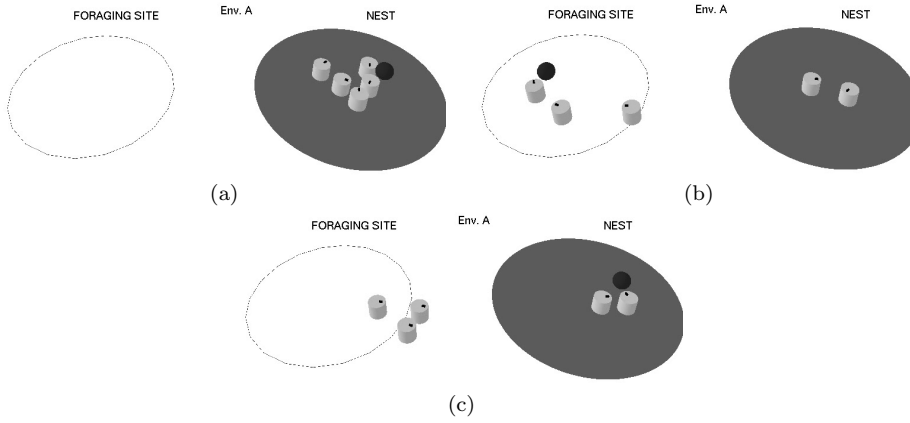 FORAGING SITE Env. A NEST
FORAGING SITE Env. A NEST
(a)
(b)
FORAGING SITE Env. A NEST
(c)